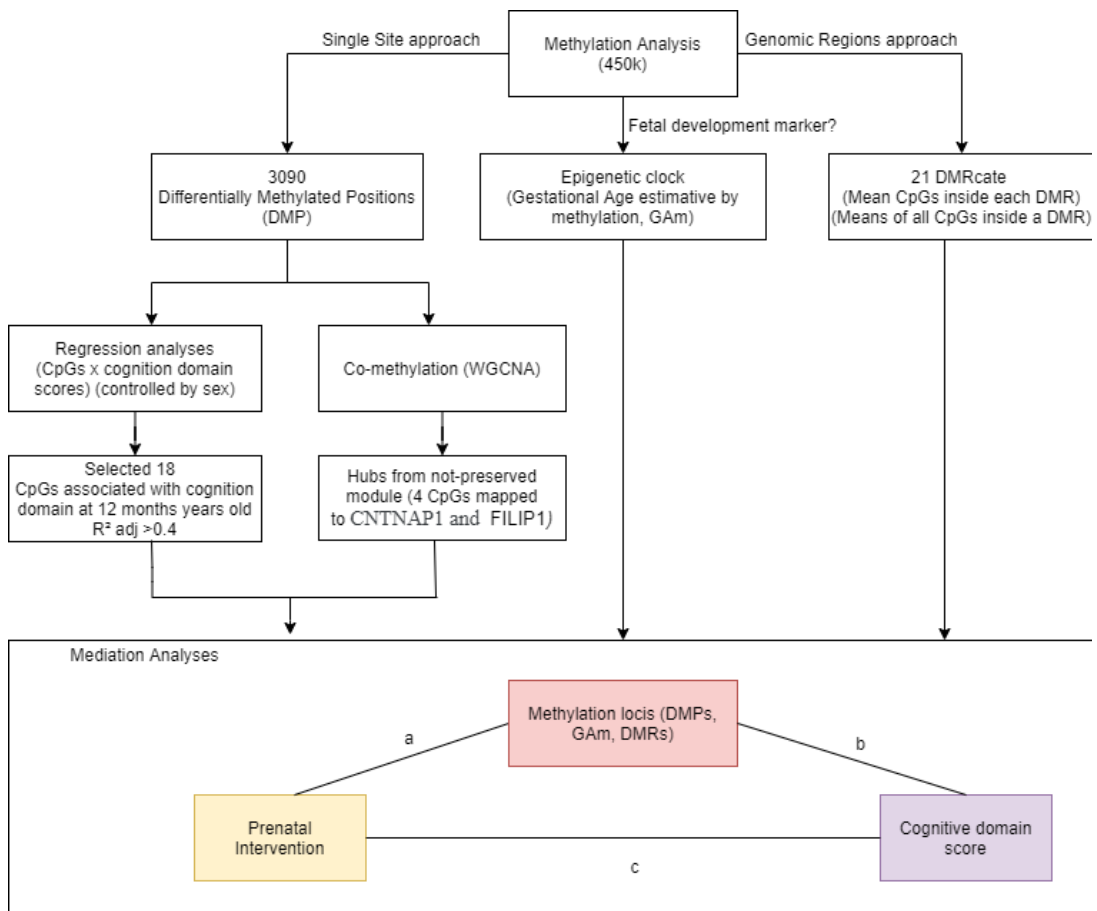 Single Site approach
Methylation Analysis
(450k)
Genomic Regions approach
Fetal development marker?
3090
Differentially Methylated Positions
(DMP)
Epigenetic clock
(Gestational Age estimative by
methylation, GAm)
21 DMRcate
(Mean CpGs inside each DMR)
(Means of all CpGs inside a DMR)
Regression analyses
(CpGs x cognition domain
scores) (controlled by sex)
Co-methylation (WGCNA)
Selected 18
CpGs associated with cognition
domain at 12 months years old
R² adj >0.4
Hubs from not-preserved
module (4 CpGs mapped
to CNTNAP1 and FILIP1)
Mediation Analyses
Methylation locis (DMPs,
GAm, DMRs)
a
b
Prenatal
Intervention
Cognitive domain
score
c